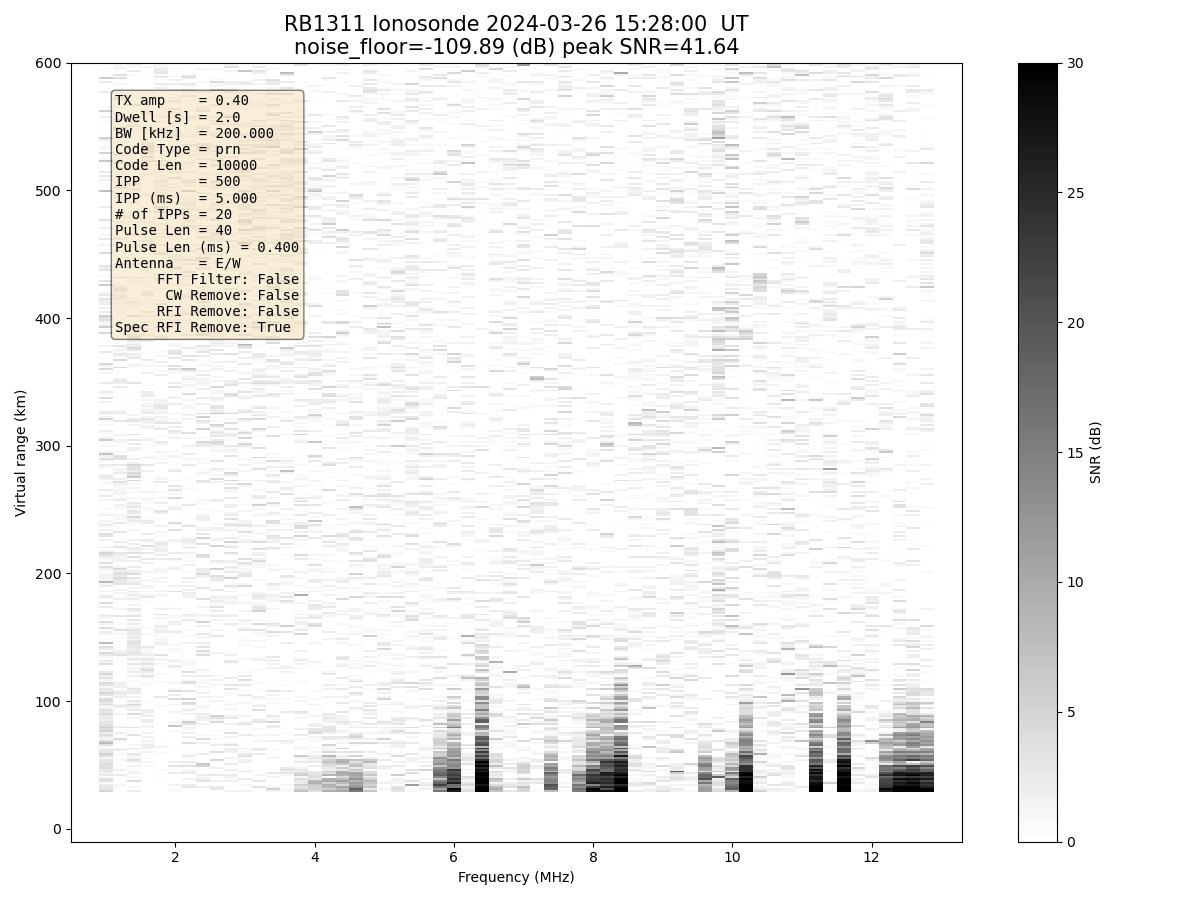 RB1311 Ionosonde 2024-03-26 15:28:00 UT
noise_floor=-109.89 (dB) peak SNR=41.64
TX amp = 0.40
Dwell [s] = 2.0
BW [kHz] = 200.000
Code Type = prn
Code Len = 10000
IPP = 500
IPP (ms) = 5.000
# of IPPs = 20
Pulse Len = 40
Pulse Len (ms) = 0.400
Antenna = E/W
FFT Filter: False
CW Remove: False
RFI Remove: False
Spec RFI Remove: True
600
500
400
300
200
100
0
Virtual range (km)
2 4 6 8 10 12
Frequency (MHz)
30
25
20
15
10
5
0
SNR (dB)